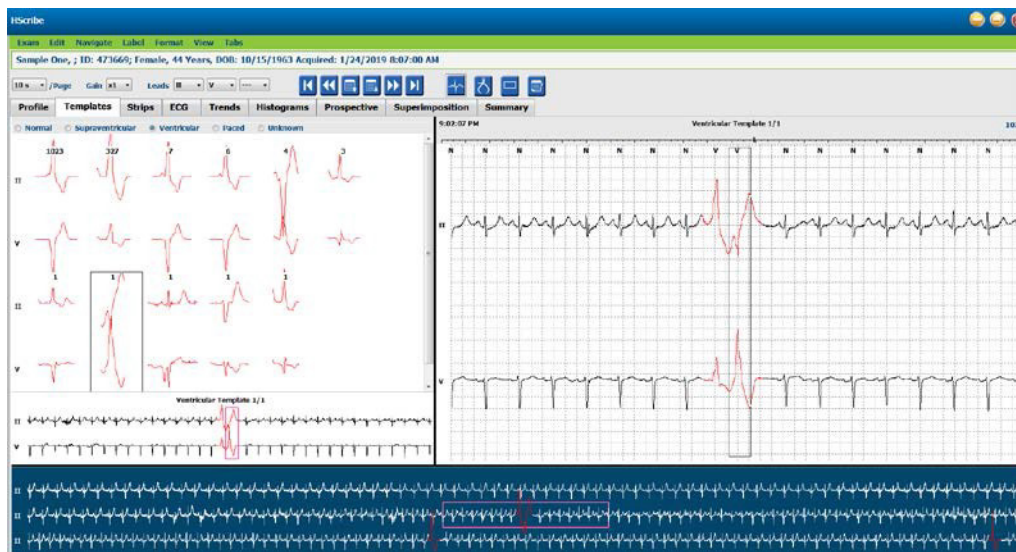 HScribe
Exam Edit Navigate Label Format View Tabs
Sample One, ; ID: 473669; Female, 44 Years, DOB: 10/15/1963 Acquired: 1/24/2019 8:07:00 AM
10 s /Page Gain x1 Leads II V ---
Profile Templates Strips ECG Trends Histograms Prospective Superimposition Summary
Normal Supraventricular Ventricular Paced Unknown
1023 327 7 6 4 3
II
V
1 1 1 1 1
II
V
Ventricular Template 1/1
II
V
9:02:07 PM Ventricular Template 1/1
N N N N N N N N V V N N N N N N N
II
V
II
II
II